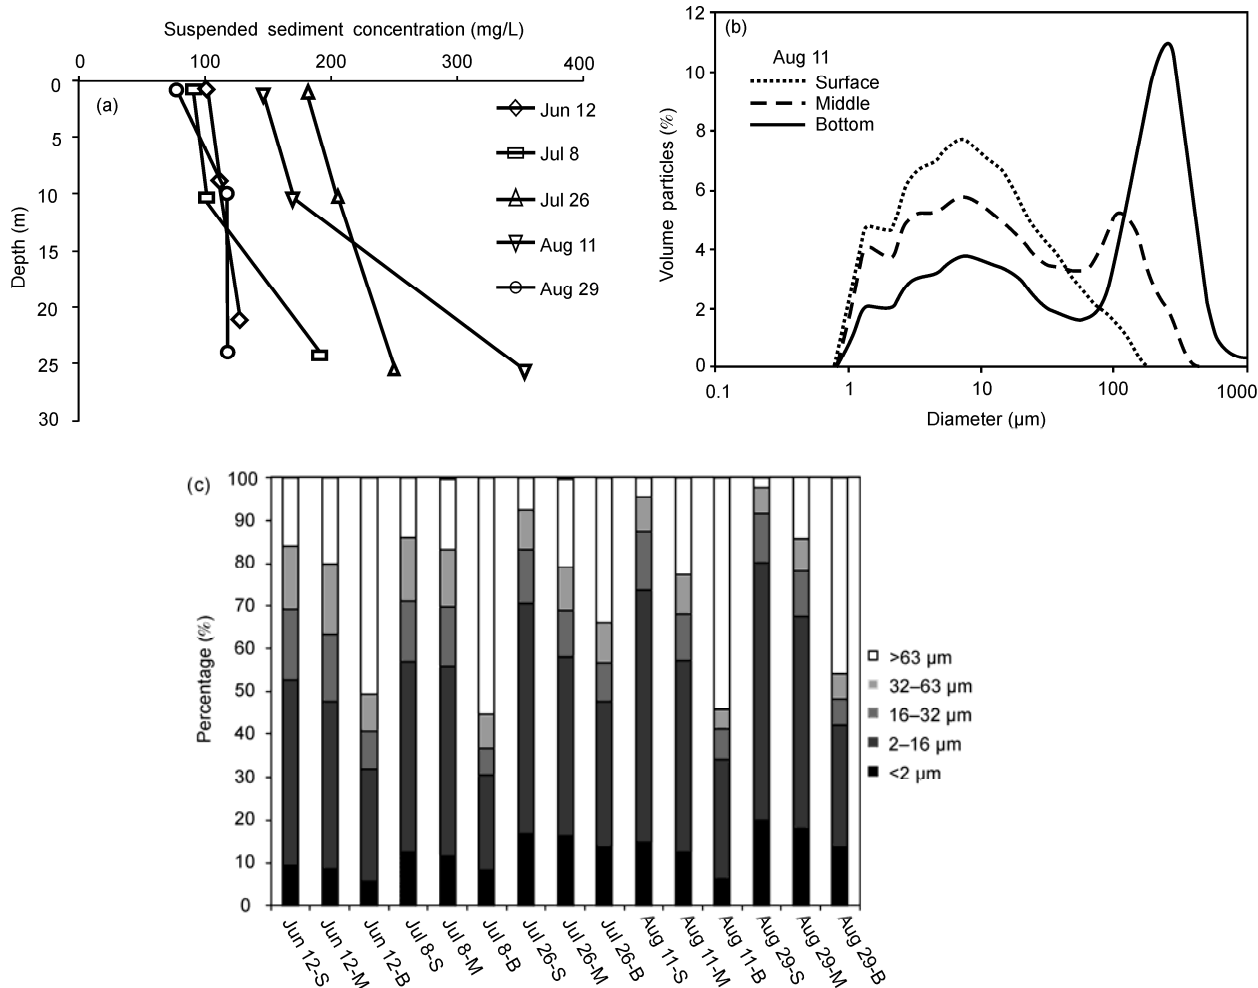 Suspended sediment concentration (mg/L)
0 100 200 300 400
(a)
0
5
10
15
20
25
30
Depth (m)
Jun 12
Jul 8
Jul 26
Aug 11
Aug 29
(b)
Aug 11
Surface
Middle
Bottom
12
10
8
6
4
2
0
Volume particles (%)
0.1 1 10 100 1000
Diameter (µm)
(c)
100
90
80
70
60
50
40
30
20
10
0
Percentage (%)
>63 µm
32–63 µm
16–32 µm
2–16 µm
<2 µm
Jun 12-S
Jun 12-M
Jun 12-B
Jul 8-S
Jul 8-M
Jul 8-B
Jul 26-S
Jul 26-M
Jul 26-B
Aug 11-S
Aug 11-M
Aug 11-B
Aug 29-S
Aug 29-M
Aug 29-B